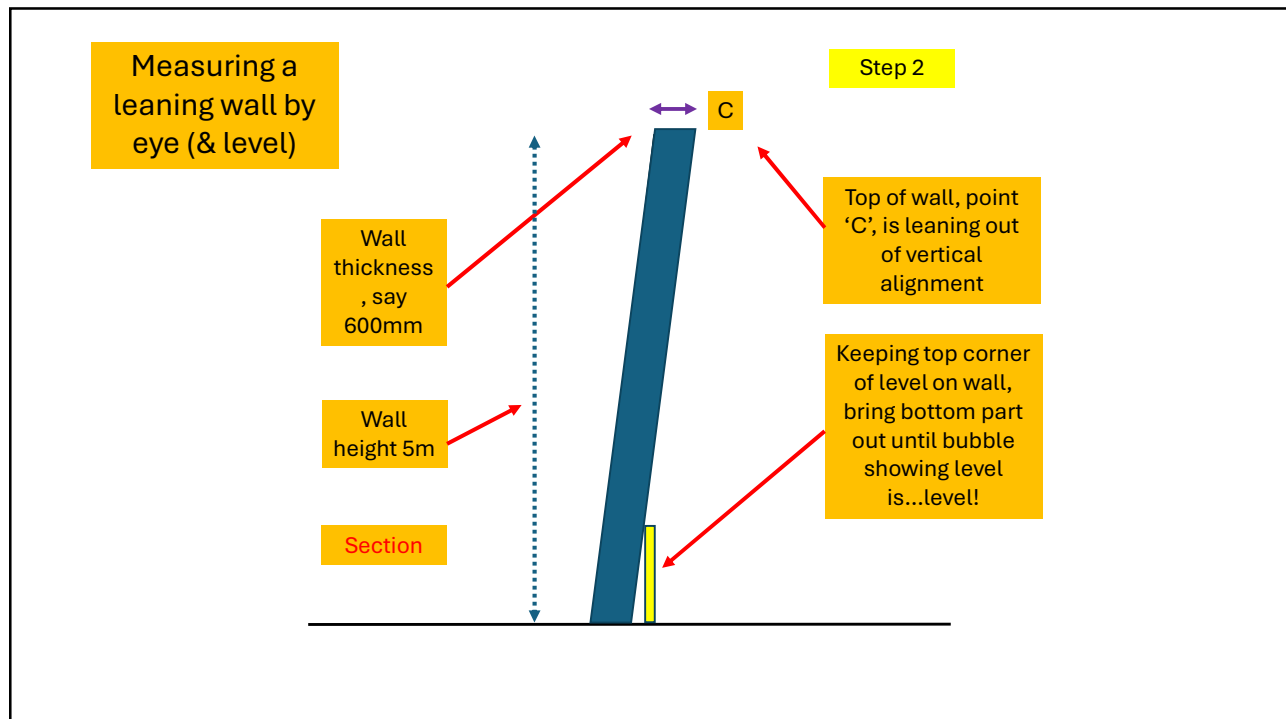 Measuring a
leaning wall by
eye (& level)
Step 2
C
Wall
thickness
, say
600mm
Top of wall, point
‘C’, is leaning out
of vertical
alignment
Wall
height 5m
Keeping top corner
of level on wall,
bring bottom part
out until bubble
showing level
is...level!
Section